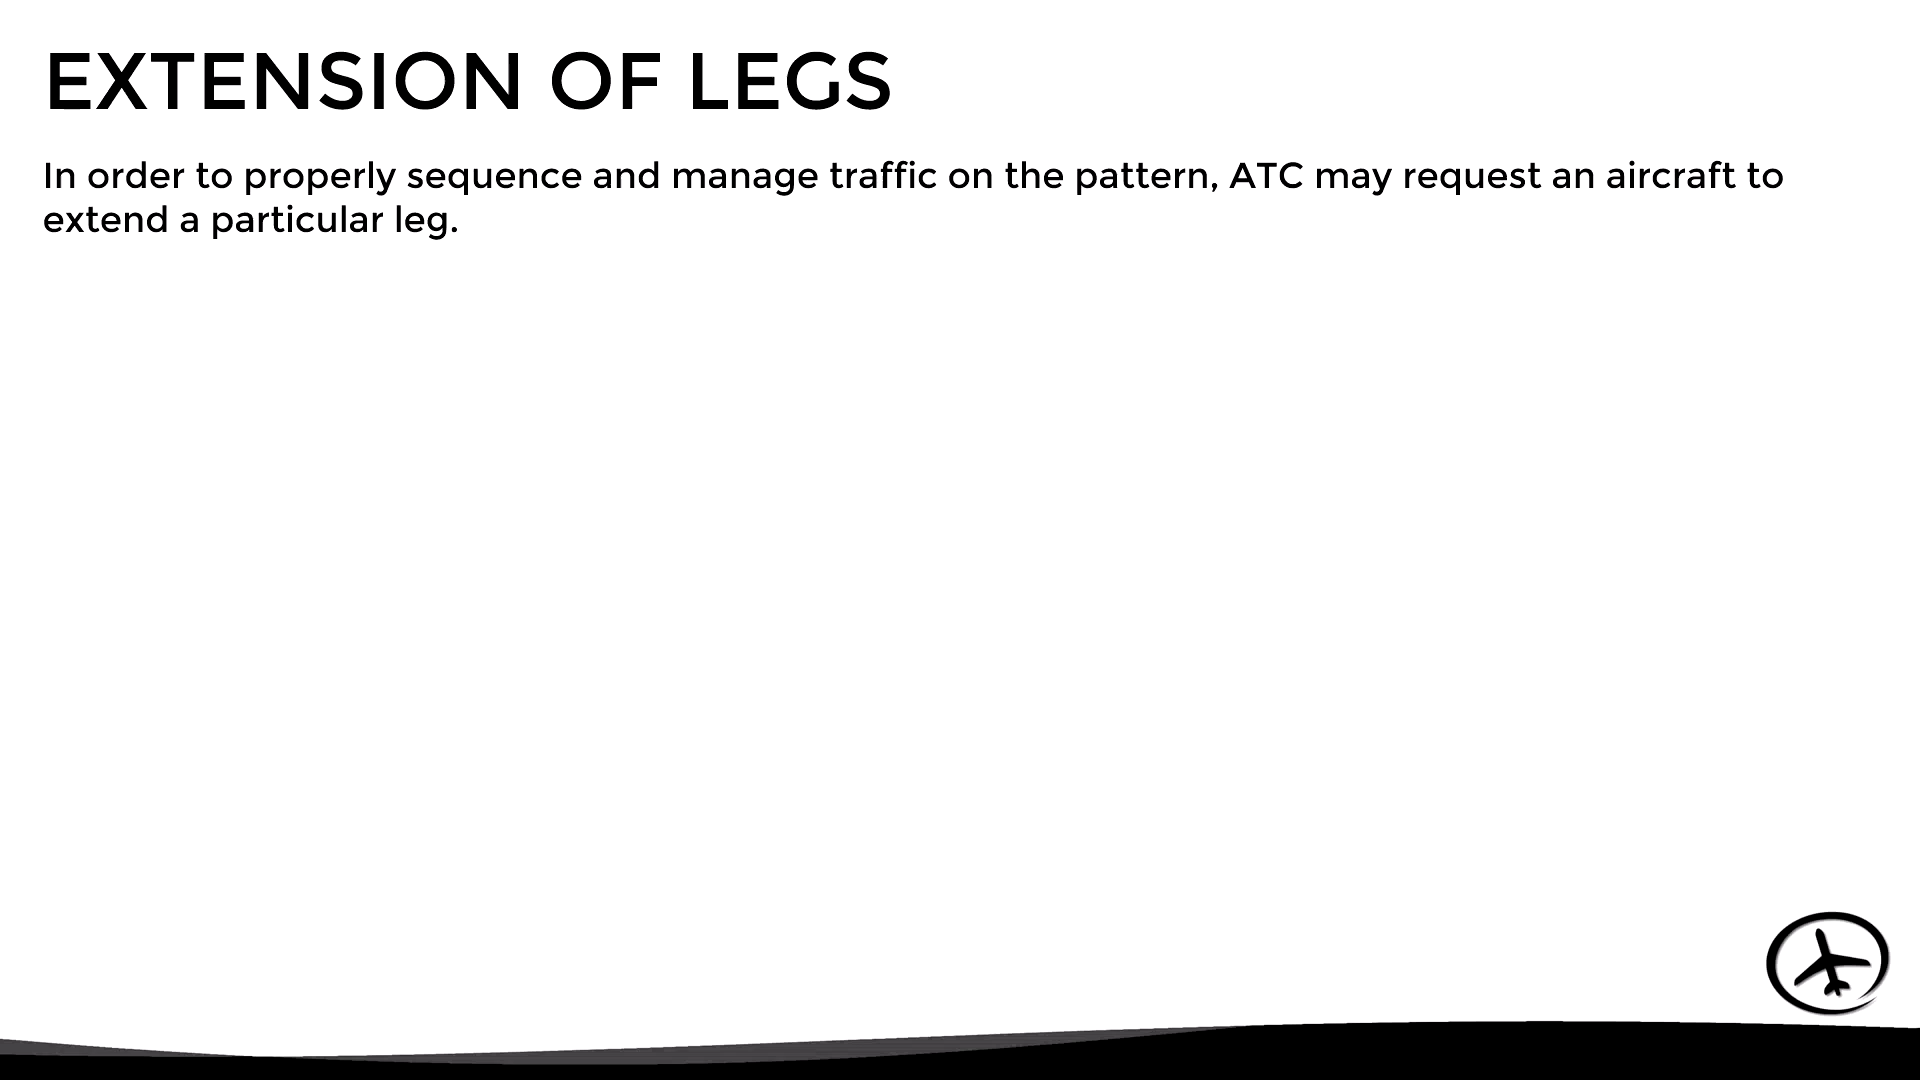 EXTENSION OF LEGS
In order to properly sequence and manage traffic on the pattern, ATC may request an aircraft to
extend a particular leg.